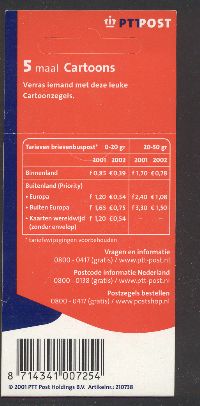 PTT POST
5 maal Cartoons
Verras iemand met deze leuke
Cartoonzegels.
Tarieven brievenbuspost* 0-20 gr 20-50 gr
2001 2002 2001 2002
Binnenland f 0,85 € 0,39 f 1,70 € 0,78
Buitenland (Priority)
• Europa f 1,20 € 0,54 f 2,40 € 1,08
• Buiten Europa f 1,65 € 0,75 f 3,30 € 1,50
• Kaarten wereldwijd f 1,20 € 0,54 –
(zonder envelop)
* tariefwijzigingen voorbehouden
Vragen en informatie
0800 - 0417 (gratis) / www.ptt-post.nl
Postcode informatie Nederland
0800 - 0133 (gratis) / www.ptt-post.nl
Postzegels bestellen
0800 - 0417 (gratis) / www.postshop.nl
8 714341 007254
© 2001 PTT Post Holdings B.V. Artikelnr.: 210738